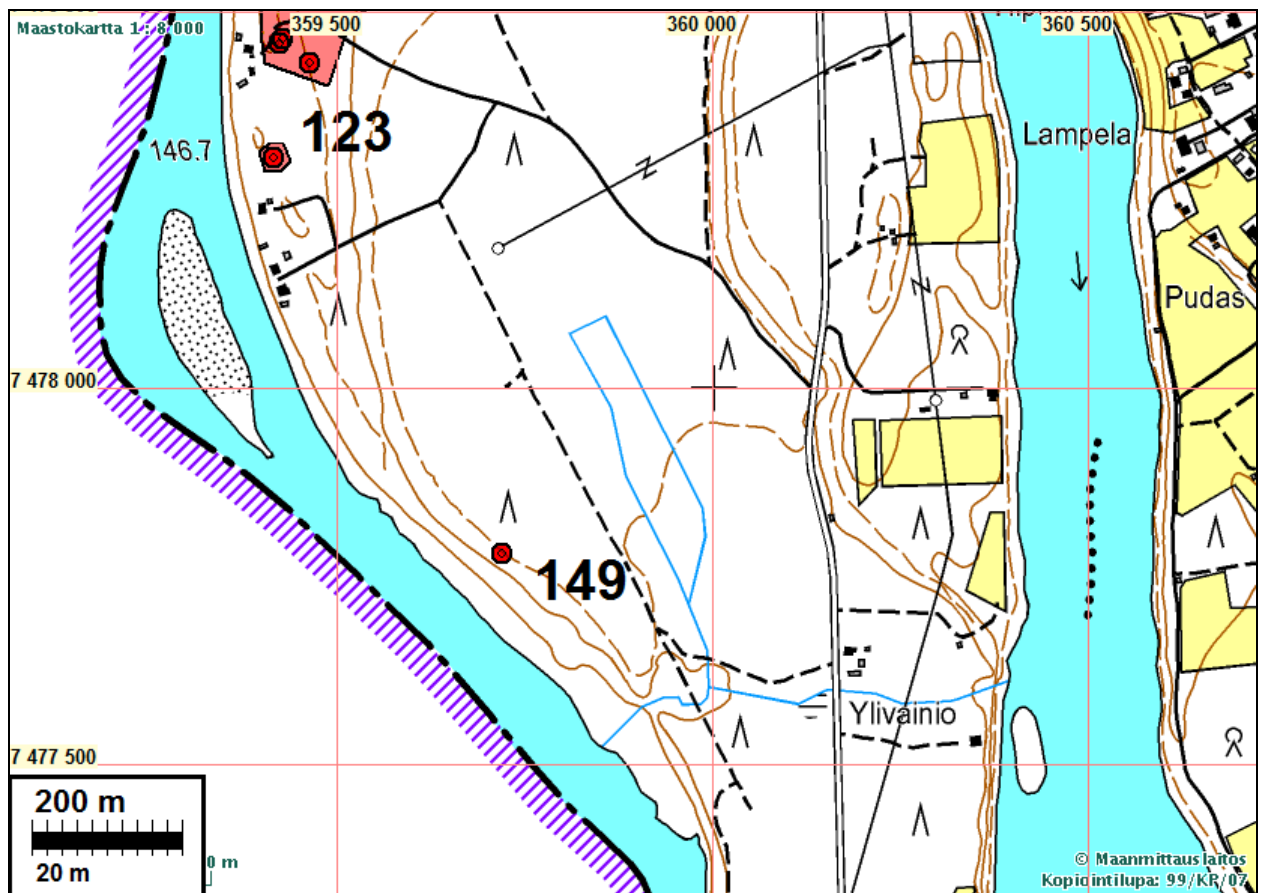 Maastokartta 1 : 8 000
359 500
360 000
360 500
123
Lampela
146.7
Z
Z
Pudas
7 478 000
149
Ylivainio
7 477 500
200 m
20 m
0 m
© Maanmittauslaitos
Kopiointilupa: 99/KP/07